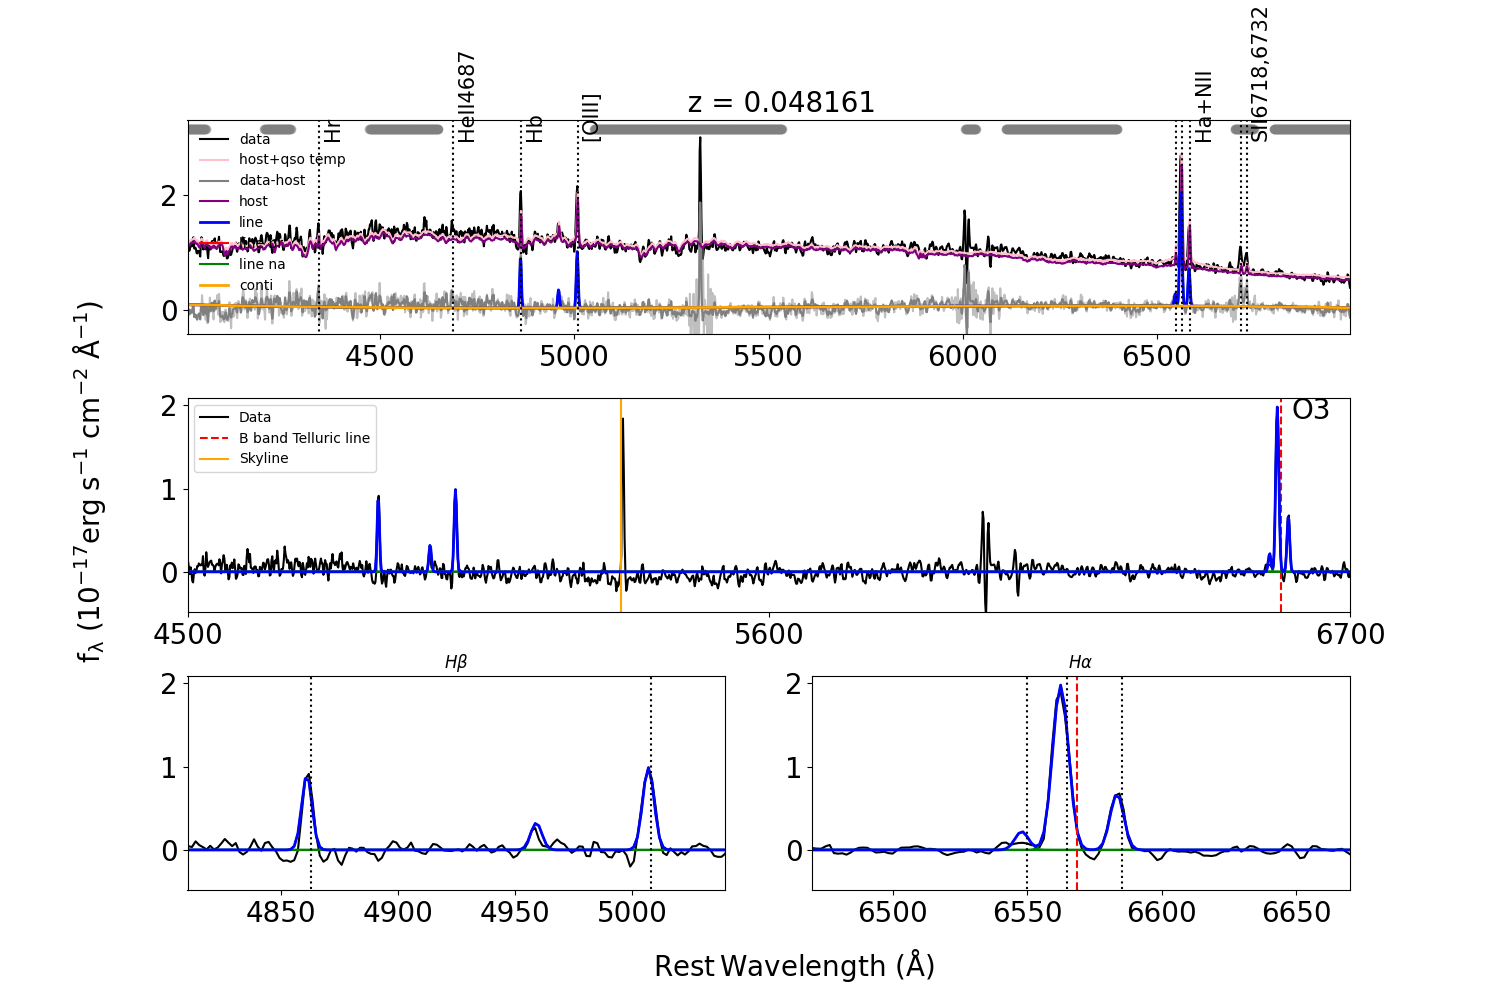 z = 0.048161
Hr
HeII4687
Hb
[OIII]
Ha+NII
SII6718,6732
data
host+qso temp
data-host
host
line
line na
conti
2
0
4500
5000
5500
6000
6500
Data
B band Telluric line
Skyline
O3
2
1
0
4500
5600
6700
fλ (10⁻¹⁷erg s⁻¹ cm⁻² Å⁻¹)
Hβ
2
1
0
4850
4900
4950
5000
Hα
2
1
0
6500
6550
6600
6650
Rest Wavelength (Å)